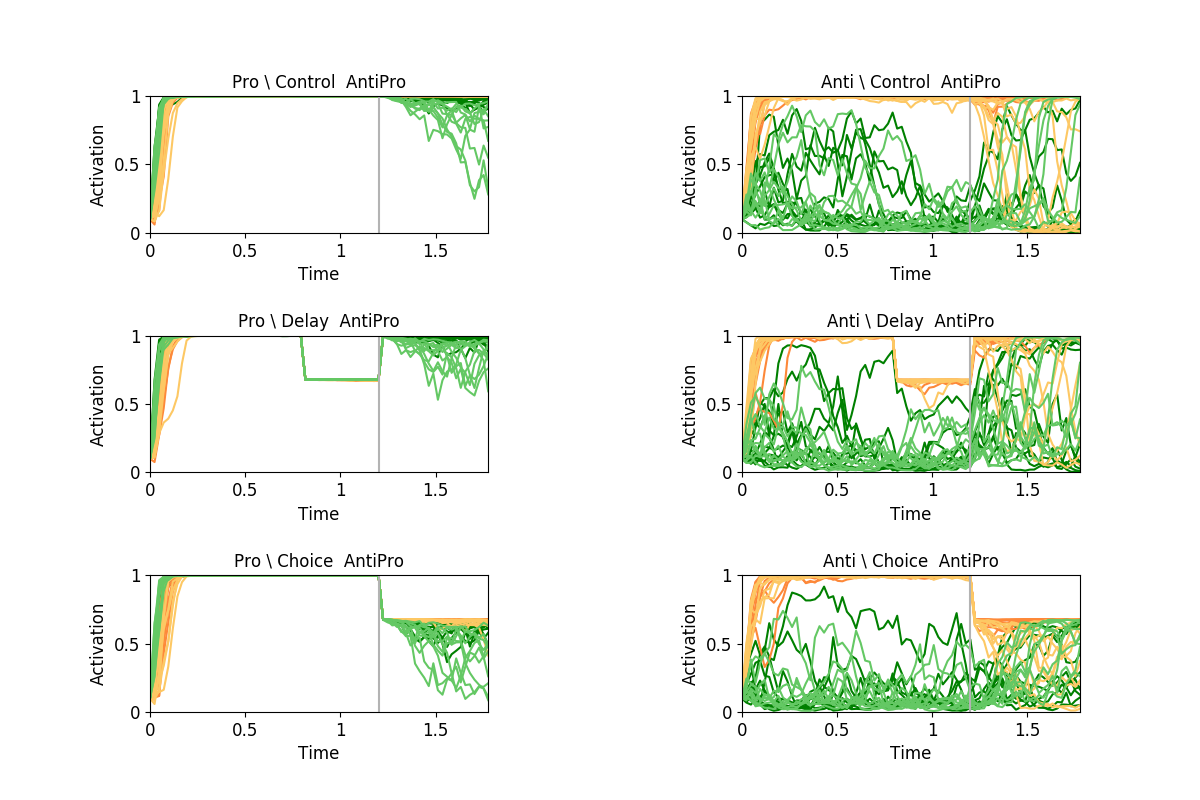 Pro \ Control  AntiPro
Activation
1
0.5
0
0
0.5
1
1.5
Time
Anti \ Control  AntiPro
Activation
1
0.5
0
0
0.5
1
1.5
Time
Pro \ Delay  AntiPro
Activation
1
0.5
0
0
0.5
1
1.5
Time
Anti \ Delay  AntiPro
Activation
1
0.5
0
0
0.5
1
1.5
Time
Pro \ Choice  AntiPro
Activation
1
0.5
0
0
0.5
1
1.5
Time
Anti \ Choice  AntiPro
Activation
1
0.5
0
0
0.5
1
1.5
Time